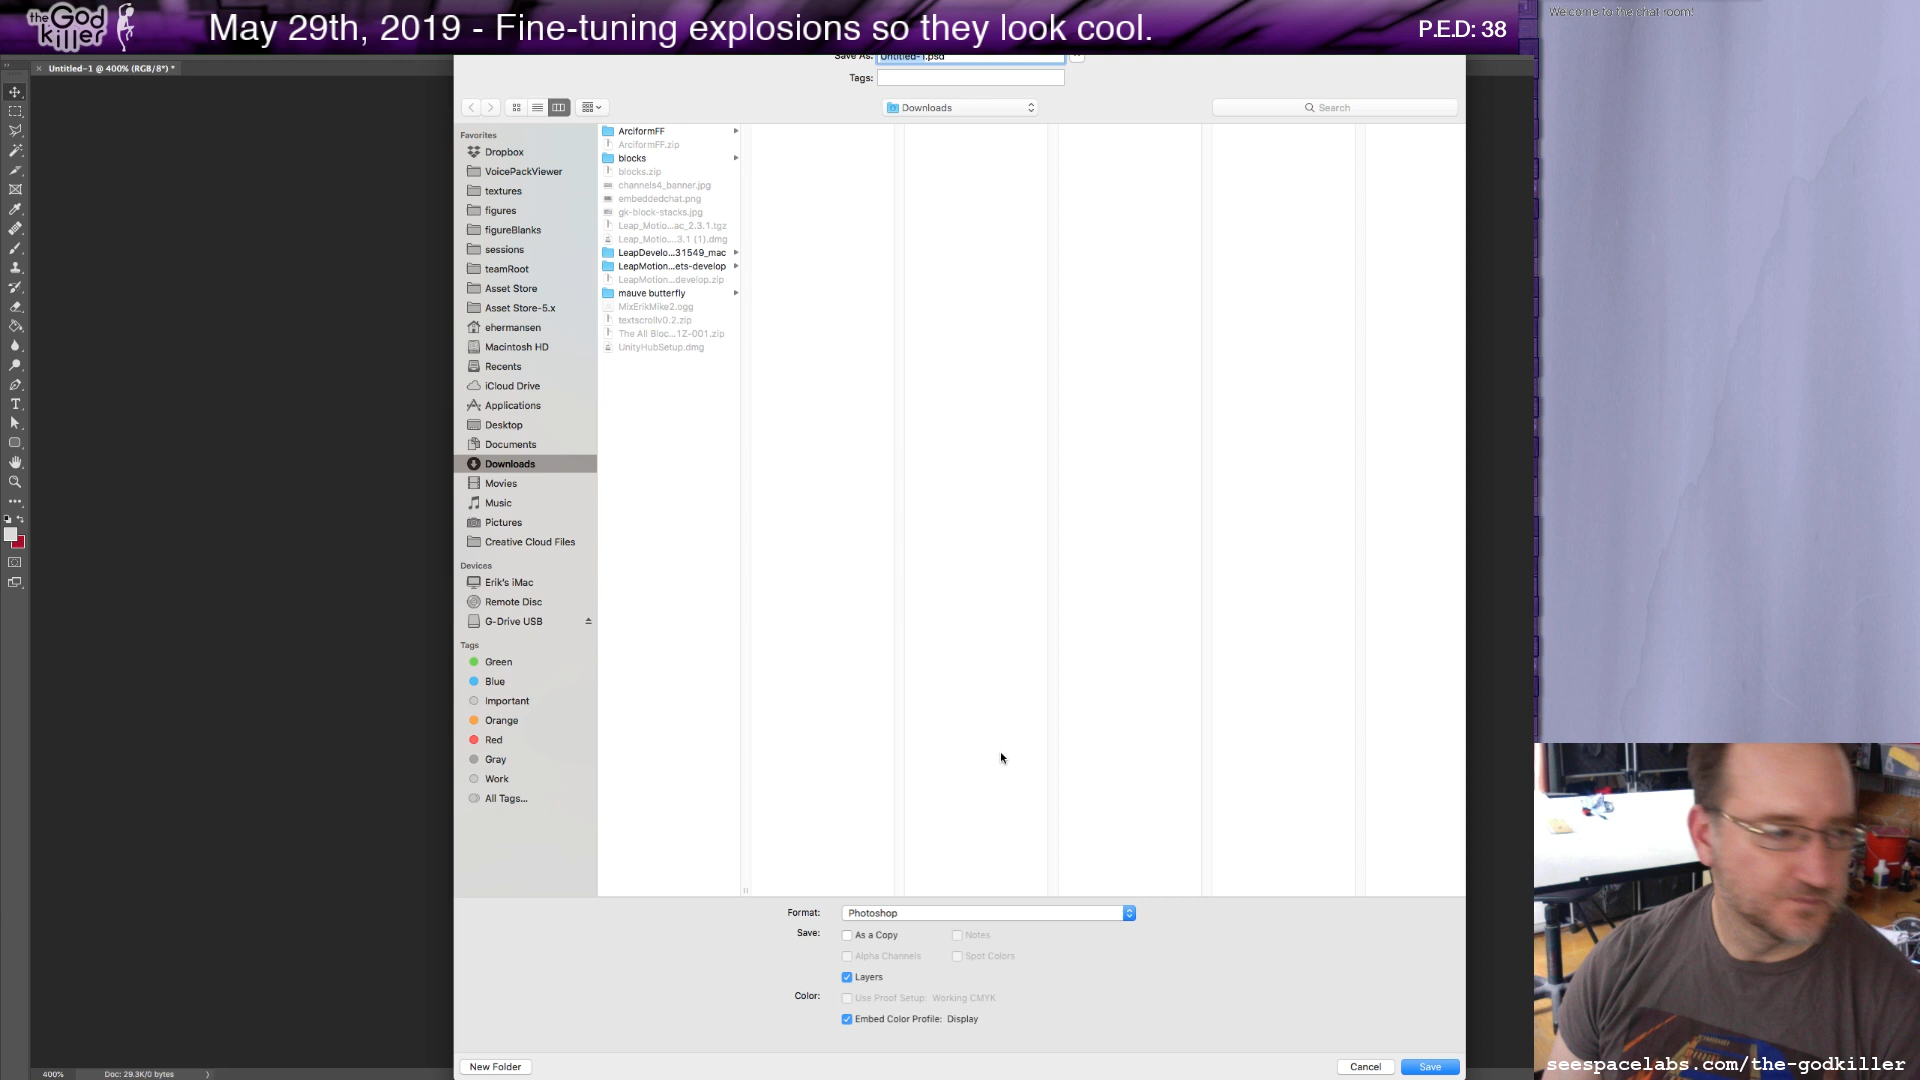 the God killer
May 29th, 2019 - Fine-tuning explosions so they look cool.
P.E.D: 38
Welcome to the chat room!
Untitled-1 @ 400% (RGB/8*) *
Save As: Untitled-1.psd
Tags:
Downloads
Search
Favorites
Dropbox
VoicePackViewer
textures
figures
figureBlanks
sessions
teamRoot
Asset Store
Asset Store-5.x
ehermansen
Macintosh HD
Recents
iCloud Drive
Applications
Desktop
Documents
Downloads
Movies
Music
Pictures
Creative Cloud Files
Devices
Erik's iMac
Remote Disc
G-Drive USB
Tags
Green
Blue
Important
Orange
Red
Gray
Work
All Tags...
ArciformFF
ArciformFF.zip
blocks
blocks.zip
channels4_banner.jpg
embeddedchat.png
gk-block-stacks.jpg
Leap_Motio...ac_2.3.1.tgz
Leap_Motio....3.1 (1).dmg
LeapDevelo...31549_mac
LeapMotion...ets-develop
LeapMotion...develop.zip
mauve butterfly
MixErikMike2.ogg
textscrollv0.2.zip
The All Bloc...1Z-001.zip
UnityHubSetup.dmg
Format: Photoshop
Save: As a Copy Notes
Alpha Channels Spot Colors
Layers
Color: Use Proof Setup: Working CMYK
Embed Color Profile: Display
New Folder Cancel Save
400% Doc: 29.3K/0 bytes
seespacelabs.com/the-godkiller